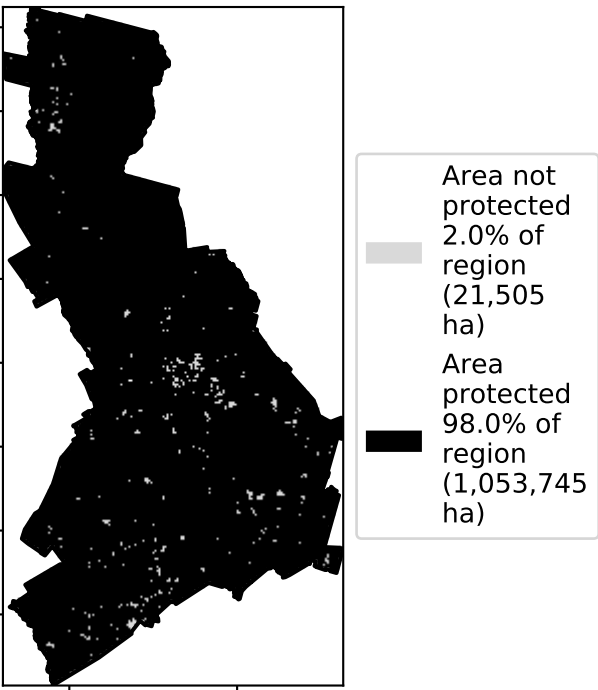 Area not
protected
2.0% of
region
(21,505
ha)
Area
protected
98.0% of
region
(1,053,745
ha)